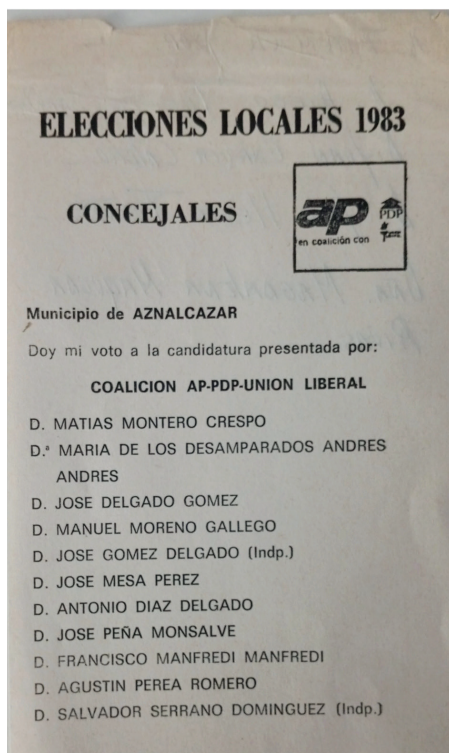 ELECCIONES LOCALES 1983
CONCEJALES
ap
PDP
en coalición con
Municipio de AZNALCAZAR
Doy mi voto a la candidatura presentada por:
COALICION AP-PDP-UNION LIBERAL
D. MATIAS MONTERO CRESPO
D.ª MARIA DE LOS DESAMPARADOS ANDRES
ANDRES
D. JOSE DELGADO GOMEZ
D. MANUEL MORENO GALLEGO
D. JOSE GOMEZ DELGADO (Indp.)
D. JOSE MESA PEREZ
D. ANTONIO DIAZ DELGADO
D. JOSE PEÑA MONSALVE
D. FRANCISCO MANFREDI MANFREDI
D. AGUSTIN PEREA ROMERO
D. SALVADOR SERRANO DOMINGUEZ (Indp.)